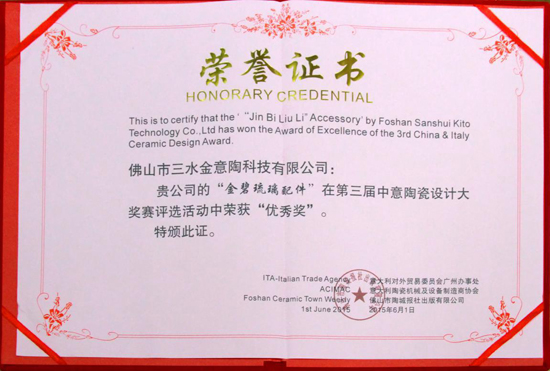 荣誉证书
HONORARY CREDENTIAL
This is to certify that the ' "Jin Bi Liu Li" Accessory' by Foshan Sanshui Kito
Technology Co.,Ltd has won the Award of Excellence of the 3rd China & Italy
Ceramic Design Award.
佛山市三水金意陶科技有限公司：
贵公司的“金碧琉璃配件”在第三届中意陶瓷设计大
奖赛评选活动中荣获“优秀奖”。
特颁此证。
ITA-Italian Trade Agency 意大利对外贸易委员会广州办事处
ACIMAC 意大利陶瓷机械及设备制造商协会
Foshan Ceramic Town Weekly 佛山市陶城报社出版有限公司
1st June 2015 2015年6月1日